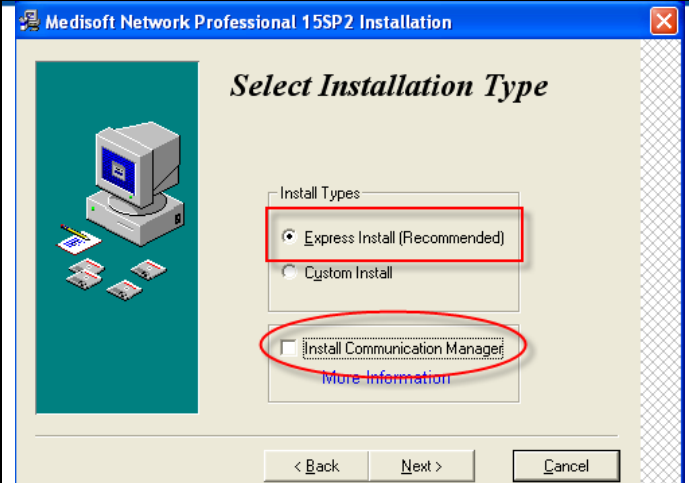 Medisoft Network Professional 15SP2 Installation
Select Installation Type
Install Types
Express Install (Recommended)
Custom Install
Install Communication Manager
More Information
< Back
Next >
Cancel